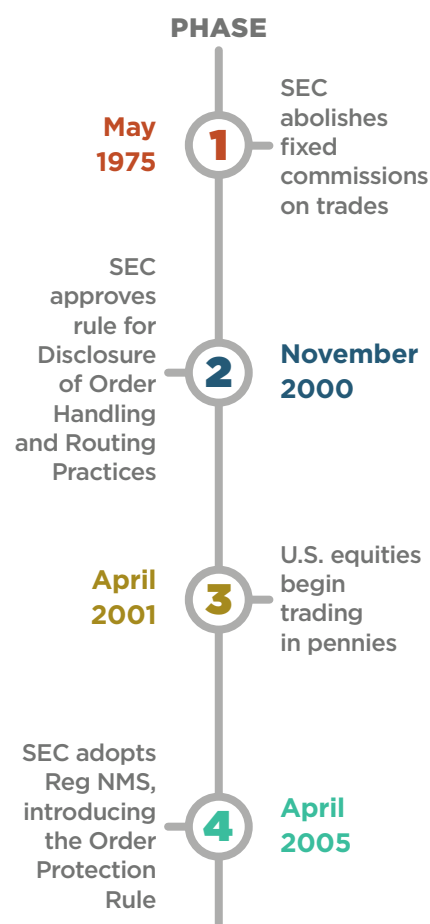 PHASE
May
1975
1
SEC
abolishes
fixed
commissions
on trades
SEC
approves
rule for
Disclosure
of Order
Handling
and Routing
Practices
2
November
2000
April
2001
3
U.S. equities
begin
trading
in pennies
SEC adopts
Reg NMS,
introducing
the Order
Protection
Rule
4
April
2005